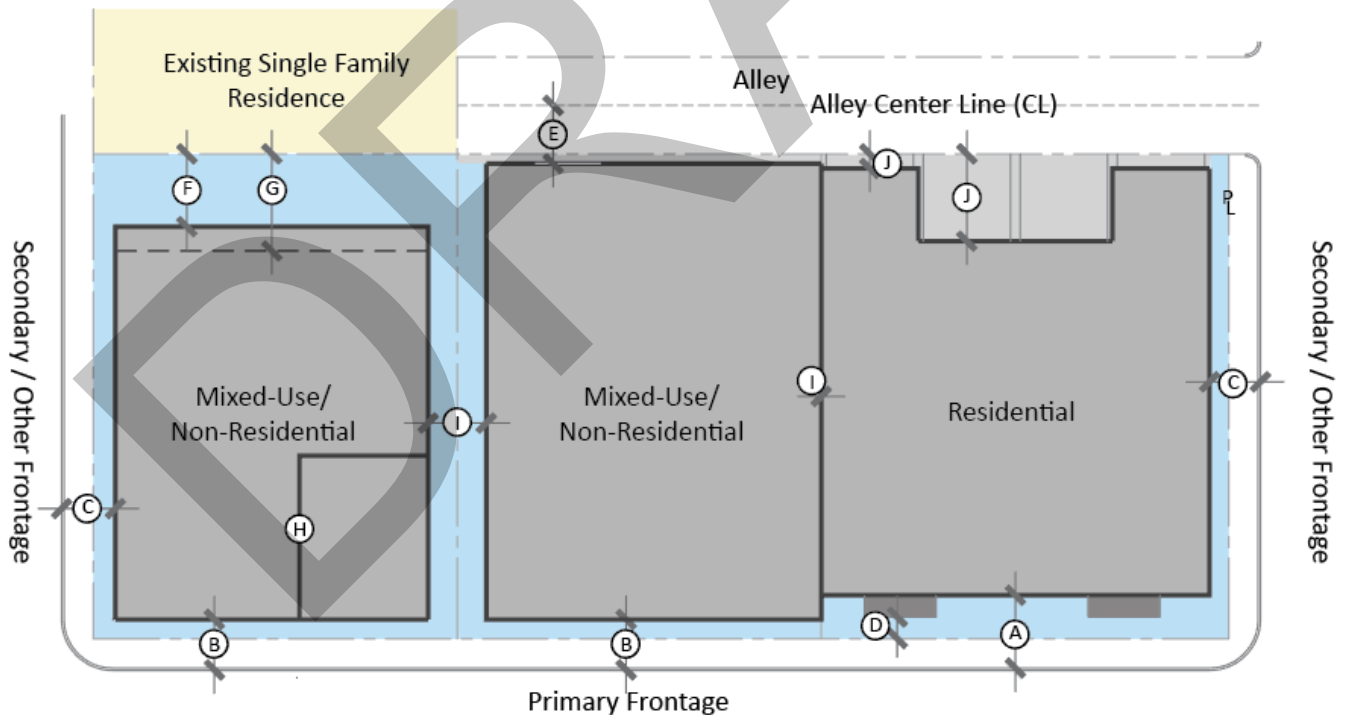 Existing Single Family
Residence
Alley
Alley Center Line (CL)
E
F
G
J
J
PL
Secondary / Other Frontage
Mixed-Use/
Non-Residential
I
Mixed-Use/
Non-Residential
I
Residential
C
Secondary / Other Frontage
C
H
B
B
D
A
Primary Frontage
DRA